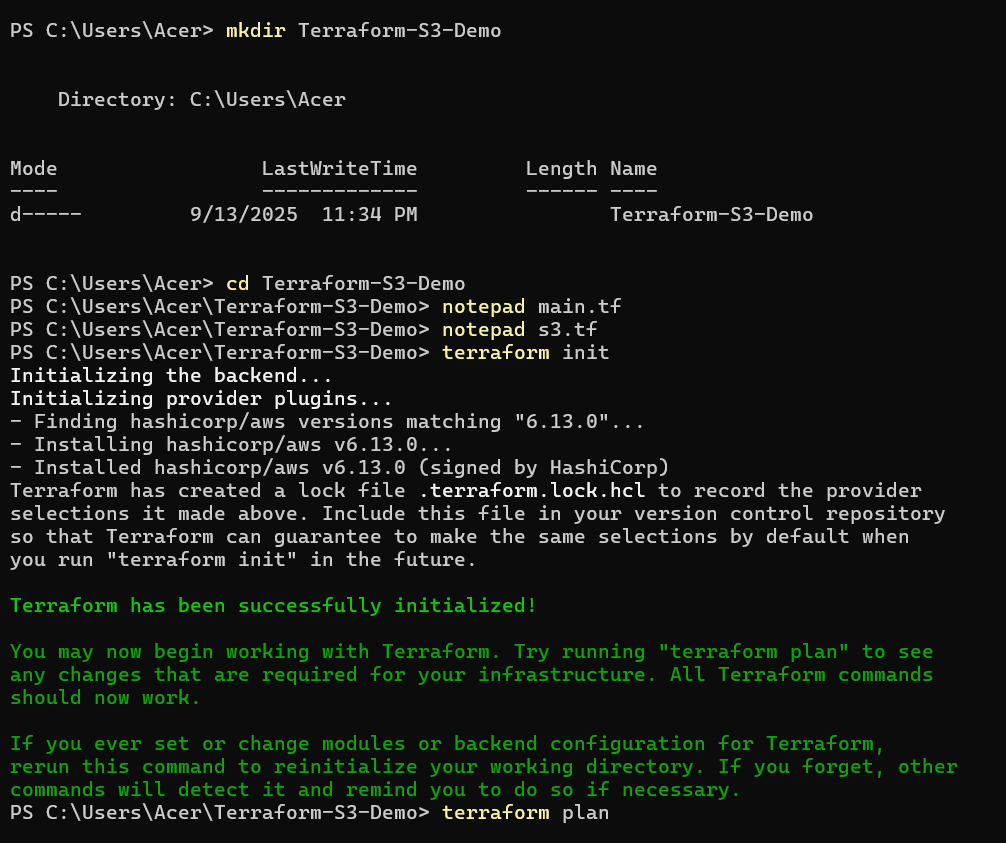 PS C:\Users\Acer> mkdir Terraform-S3-Demo
Directory: C:\Users\Acer
Mode                 LastWriteTime         Length Name
----                 -------------         ------ ----
d-----         9/13/2025  11:34 PM                Terraform-S3-Demo
PS C:\Users\Acer> cd Terraform-S3-Demo
PS C:\Users\Acer\Terraform-S3-Demo> notepad main.tf
PS C:\Users\Acer\Terraform-S3-Demo> notepad s3.tf
PS C:\Users\Acer\Terraform-S3-Demo> terraform init
Initializing the backend...
Initializing provider plugins...
- Finding hashicorp/aws versions matching "6.13.0"...
- Installing hashicorp/aws v6.13.0...
- Installed hashicorp/aws v6.13.0 (signed by HashiCorp)
Terraform has created a lock file .terraform.lock.hcl to record the provider
selections it made above. Include this file in your version control repository
so that Terraform can guarantee to make the same selections by default when
you run "terraform init" in the future.
Terraform has been successfully initialized!
You may now begin working with Terraform. Try running "terraform plan" to see
any changes that are required for your infrastructure. All Terraform commands
should now work.
If you ever set or change modules or backend configuration for Terraform,
rerun this command to reinitialize your working directory. If you forget, other
commands will detect it and remind you to do so if necessary.
PS C:\Users\Acer\Terraform-S3-Demo> terraform plan